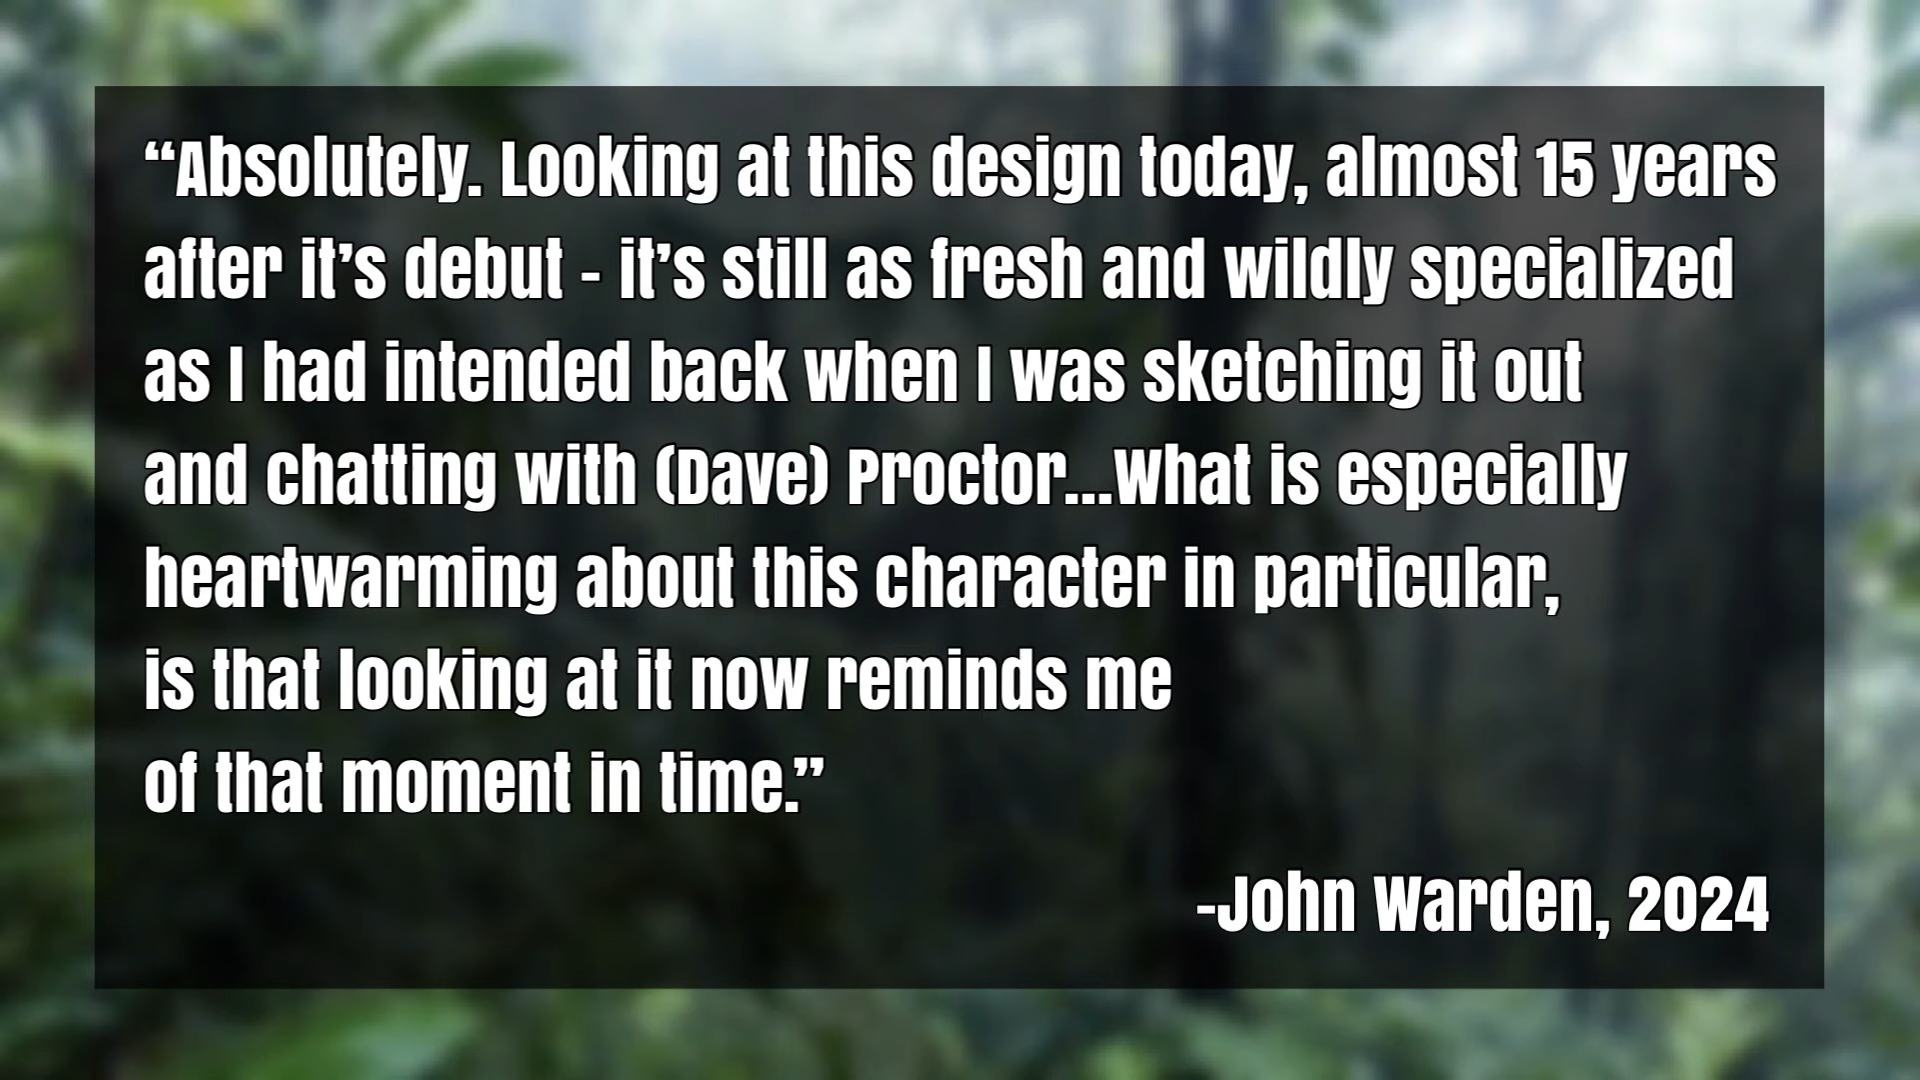 “Absolutely. Looking at this design today, almost 15 years
after it’s debut - it’s still as fresh and wildly specialized
as I had intended back when I was sketching it out
and chatting with (Dave) Proctor...What is especially
heartwarming about this character in particular,
is that looking at it now reminds me
of that moment in time.”
-John Warden, 2024